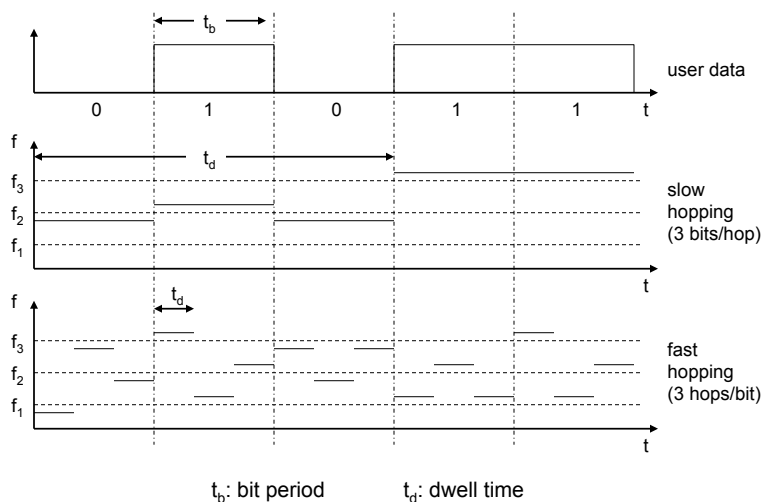 t_b
user data
0 1 0 1 1 t
f
t_d
f_3
f_2
f_1
slow
hopping
(3 bits/hop)
t
f
t_d
f_3
f_2
f_1
fast
hopping
(3 hops/bit)
t
t_b: bit period t_d: dwell time